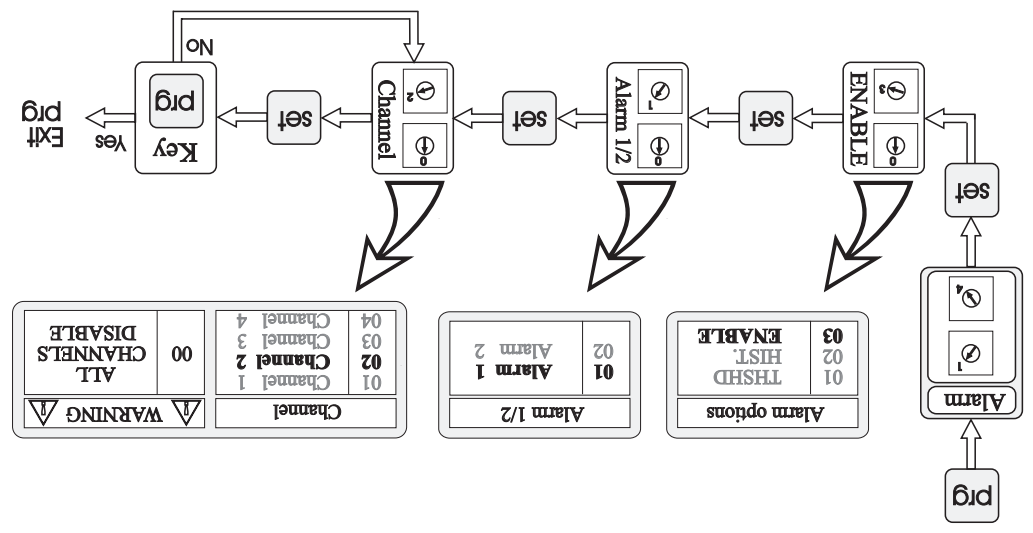 prg
Alarm
1
4
set
Alarm options
01 THSHD
02 HIST.
03 ENABLE
Alarm 1/2
01 Alarm 1
02 Alarm 2
Channel
01 Channel 1
02 Channel 2
03 Channel 3
04 Channel 4
WARNING
00
ALL
CHANNELS
DISABLE
ENABLE
0
3
set
Alarm 1/2
0
1
set
Channel
0
2
set
Key
prg
Yes
Exit
prg
No